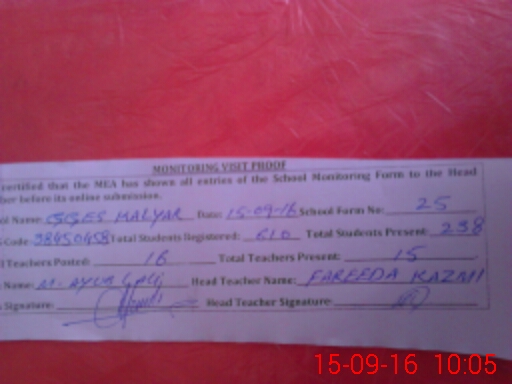 MONITORING VISIT PROOF
certified that the MEA has shown all entries of the School Monitoring Form to the Head
ber before its online submission.
ol Name: GGES MALYAR Date: 15-09-16 School Form No: 25
Code: 38450458 Total Students Registered: 610 Total Students Present: 238
Teachers Posted: 16 Total Teachers Present: 15
Name: M. AYUB Head Teacher Name: FAREEDA KAZMI
Signature: Head Teacher Signature:
15-09-16 10:05